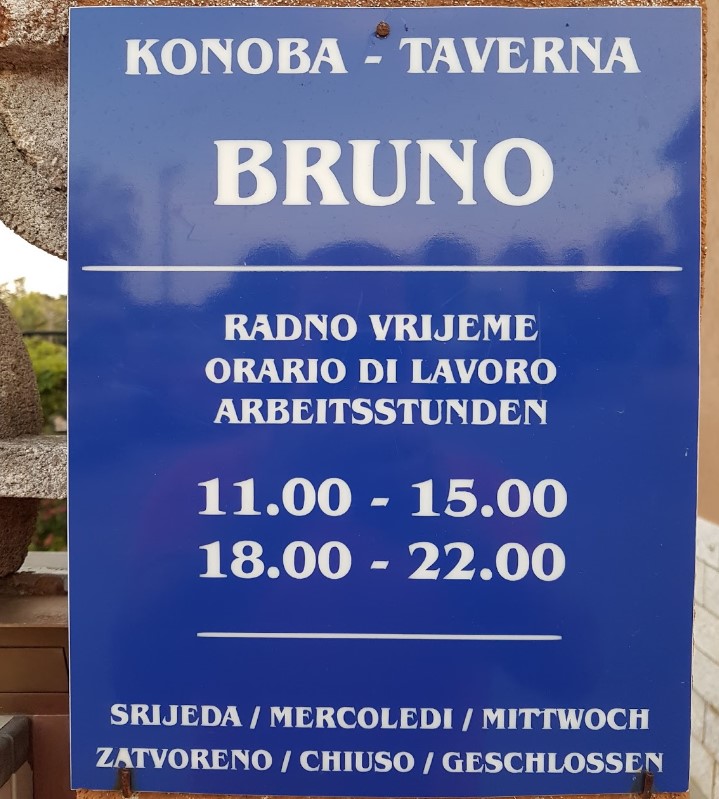 KONOBA - TAVERNA
BRUNO
RADNO VRIJEME
ORARIO DI LAVORO
ARBEITSSTUNDEN
11.00 - 15.00
18.00 - 22.00
SRIJEDA / MERCOLEDI / MITTWOCH
ZATVORENO / CHIUSO / GESCHLOSSEN